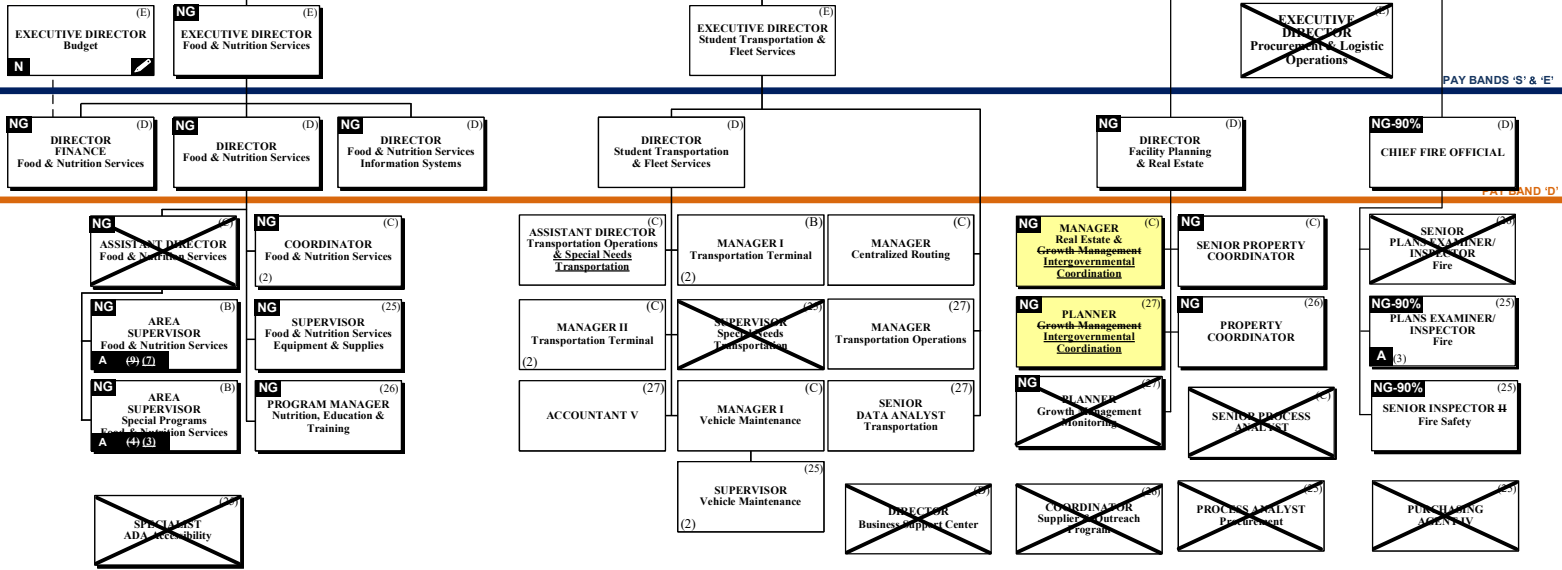 (E)
EXECUTIVE DIRECTOR
Budget
N
NG
(E)
EXECUTIVE DIRECTOR
Food & Nutrition Services
(E)
EXECUTIVE DIRECTOR
Student Transportation &
Fleet Services
(E)
EXECUTIVE
DIRECTOR
Procurement & Logistic
Operations
PAY BANDS ‘S’ & ‘E’
NG
(D)
DIRECTOR
FINANCE
Food & Nutrition Services
NG
(D)
DIRECTOR
Food & Nutrition Services
NG
(D)
DIRECTOR
Food & Nutrition Services
Information Systems
(D)
DIRECTOR
Student Transportation
& Fleet Services
NG
(D)
DIRECTOR
Facility Planning
& Real Estate
NG-90%
(D)
CHIEF FIRE OFFICIAL
PAY BAND ‘D’
NG
(C)
ASSISTANT DIRECTOR
Food & Nutrition Services
NG
(C)
COORDINATOR
Food & Nutrition Services
(2)
(C)
ASSISTANT DIRECTOR
Transportation Operations
& Special Needs
Transportation
(B)
MANAGER I
Transportation Terminal
(2)
(C)
MANAGER
Centralized Routing
NG
(C)
MANAGER
Real Estate &
Growth Management
Intergovernmental
Coordination
NG
(C)
SENIOR PROPERTY
COORDINATOR
(26)
SENIOR
PLANS EXAMINER/
INSPECTOR
Fire
NG
(B)
AREA
SUPERVISOR
Food & Nutrition Services
A (9) (7)
NG
(25)
SUPERVISOR
Food & Nutrition Services
Equipment & Supplies
(C)
MANAGER II
Transportation Terminal
(2)
(25)
SUPERVISOR
Special Needs
Transportation
(27)
MANAGER
Transportation Operations
NG
(27)
PLANNER
Growth Management
Intergovernmental
Coordination
NG
(26)
PROPERTY
COORDINATOR
NG-90%
(25)
PLANS EXAMINER/
INSPECTOR
Fire
A (3)
NG
(B)
AREA
SUPERVISOR
Special Programs
Food & Nutrition Services
A (4) (3)
NG
(26)
PROGRAM MANAGER
Nutrition, Education &
Training
(27)
ACCOUNTANT V
(C)
MANAGER I
Vehicle Maintenance
(27)
SENIOR
DATA ANALYST
Transportation
NG
(27)
PLANNER
Growth Management
Monitoring
(C)
SENIOR PROCESS
ANALYST
NG-90%
(25)
SENIOR INSPECTOR II
Fire Safety
SPECIALIST
ADA Accessibility
(25)
SUPERVISOR
Vehicle Maintenance
(2)
(D)
DIRECTOR
Business Support Center
(26)
COORDINATOR
Supplier & Outreach
Program
(25)
PROCESS ANALYST
Procurement
(25)
PURCHASING
AGENT IV